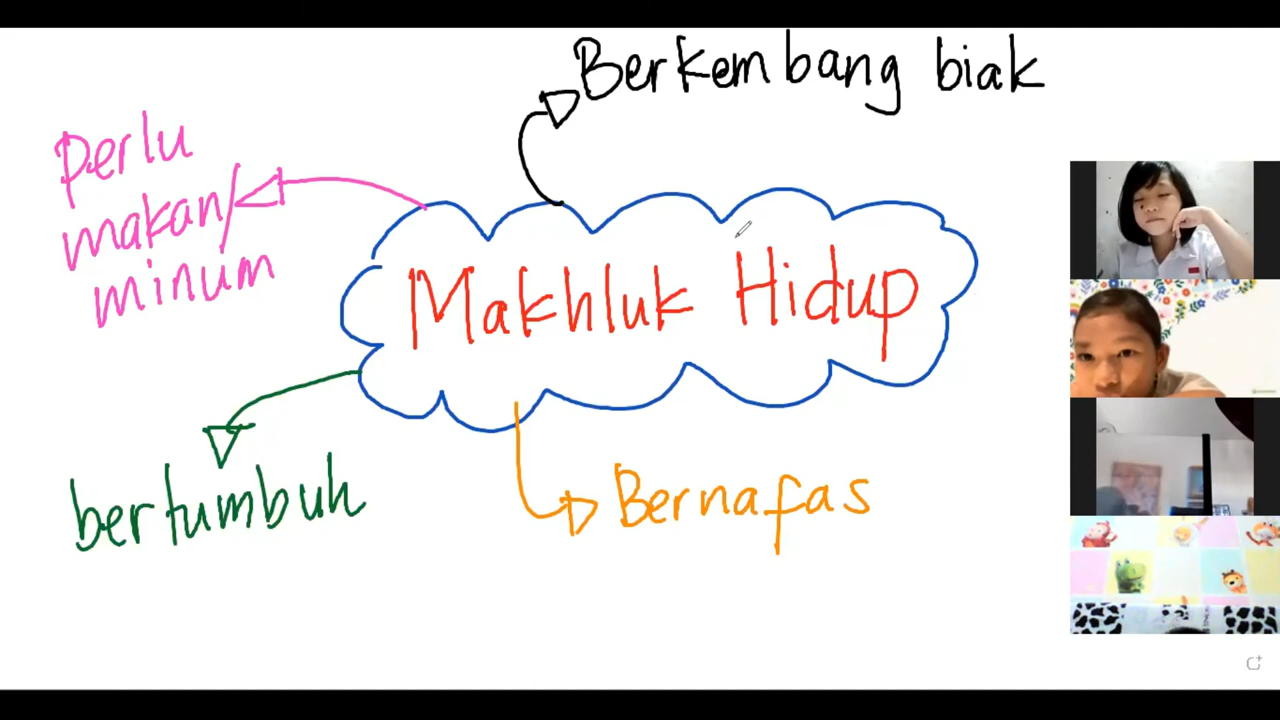 Berkembang biak
Perlu
makan/
minum
Makhluk Hidup
bertumbuh
Bernafas